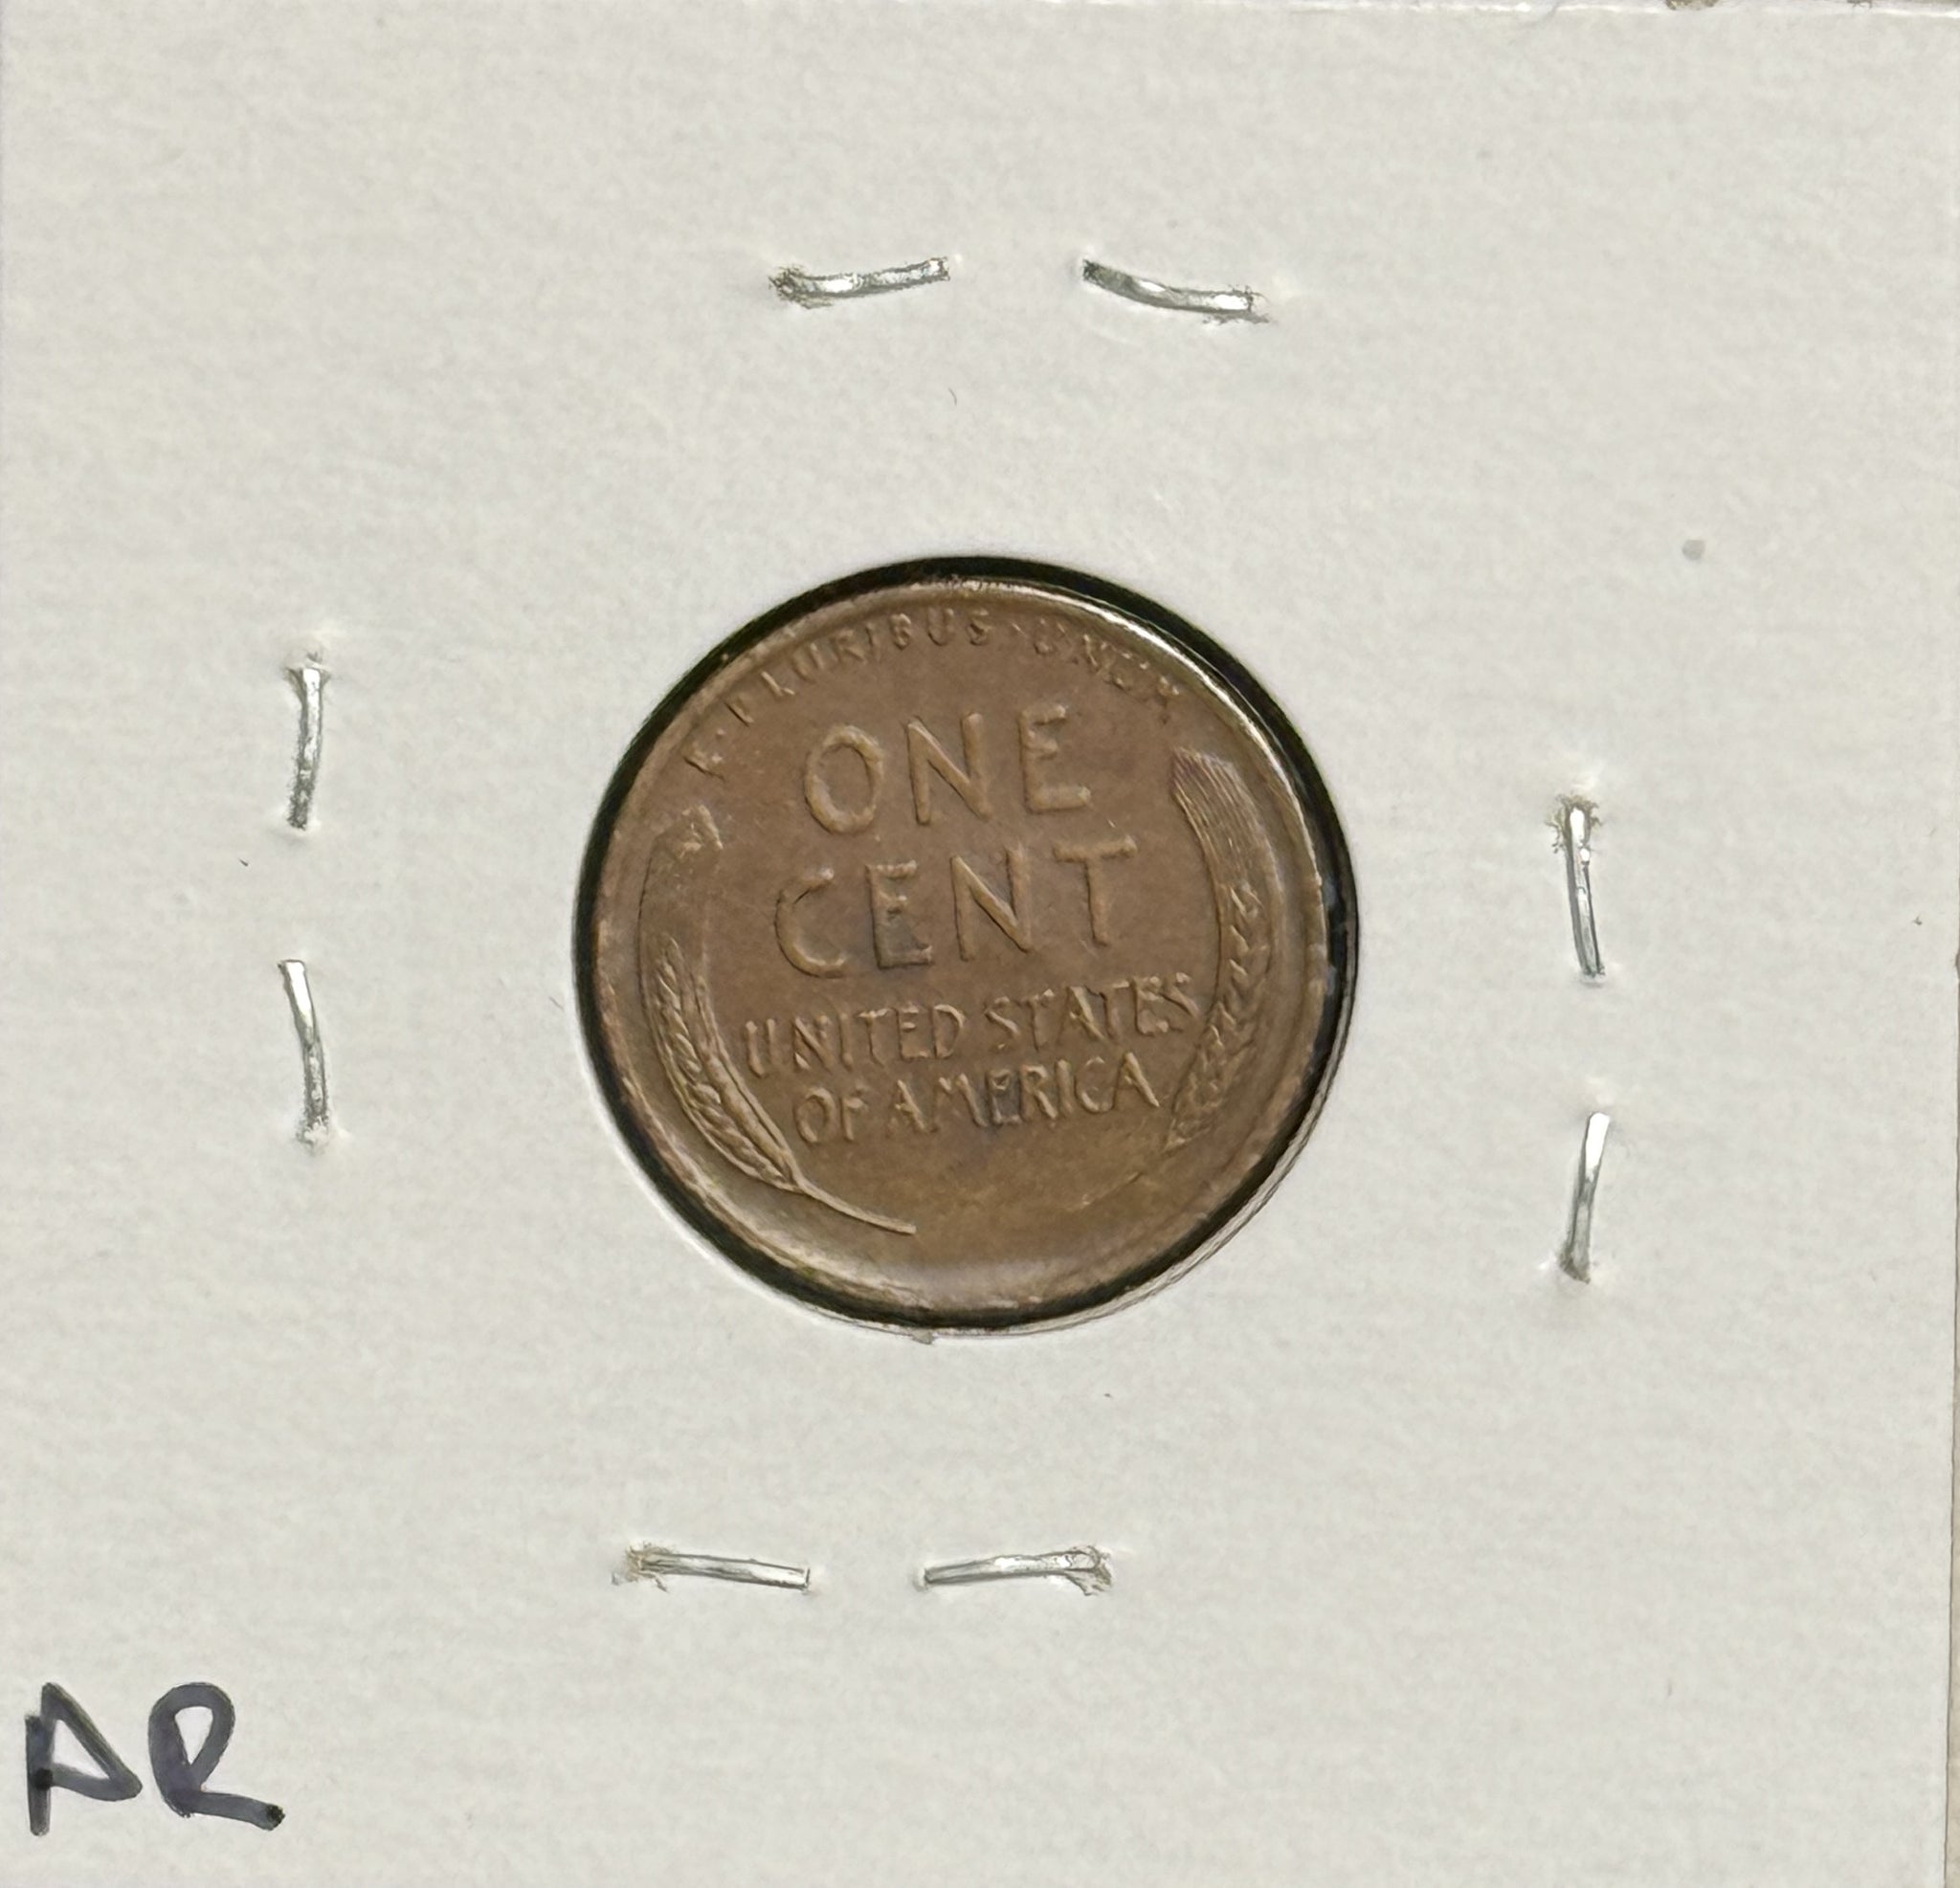 E·PLURIBUS·UNUM
ONE
CENT
UNITED STATES
OF AMERICA
AR